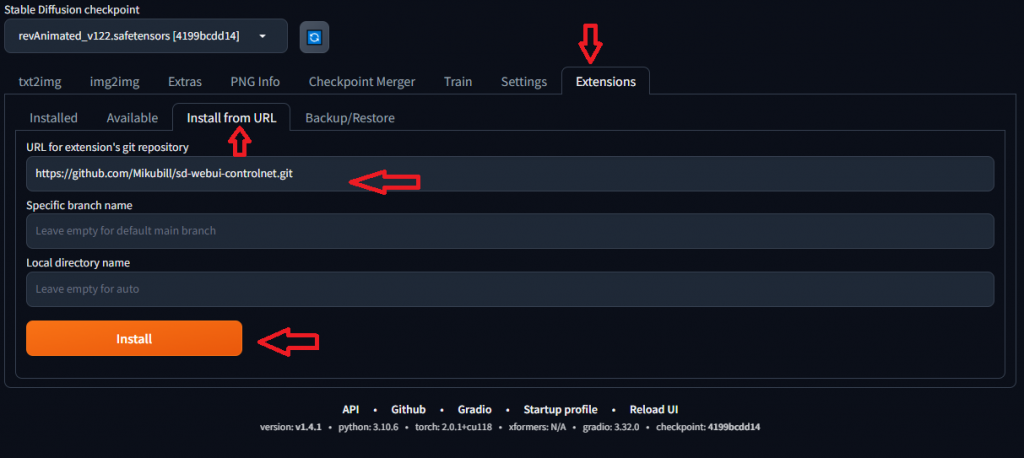 Stable Diffusion checkpoint
revAnimated_v122.safetensors [4199bcdd14]
txt2img img2img Extras PNG Info Checkpoint Merger Train Settings Extensions
Installed Available Install from URL Backup/Restore
URL for extension's git repository
https://github.com/Mikubill/sd-webui-controlnet.git
Specific branch name
Leave empty for default main branch
Local directory name
Leave empty for auto
Install
API • Github • Gradio • Startup profile • Reload UI
version: v1.4.1 • python: 3.10.6 • torch: 2.0.1+cu118 • xformers: N/A • gradio: 3.32.0 • checkpoint: 4199bcdd14